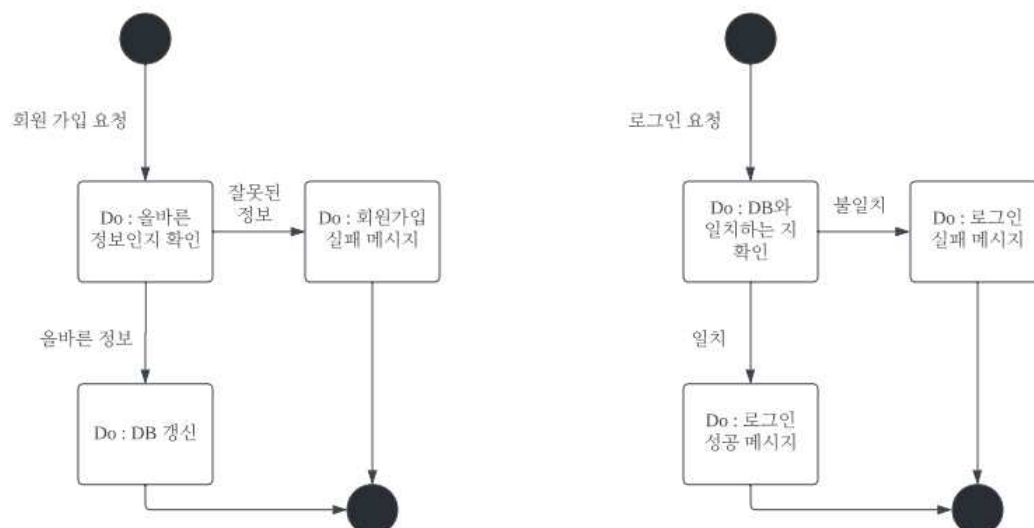 회원 가입 요청
Do : 올바른
정보인지 확인
잘못된
정보
Do : 회원가입
실패 메시지
올바른 정보
Do : DB 갱신
로그인 요청
Do : DB와
일치하는 지
확인
불일치
Do : 로그인
실패 메시지
일치
Do : 로그인
성공 메시지